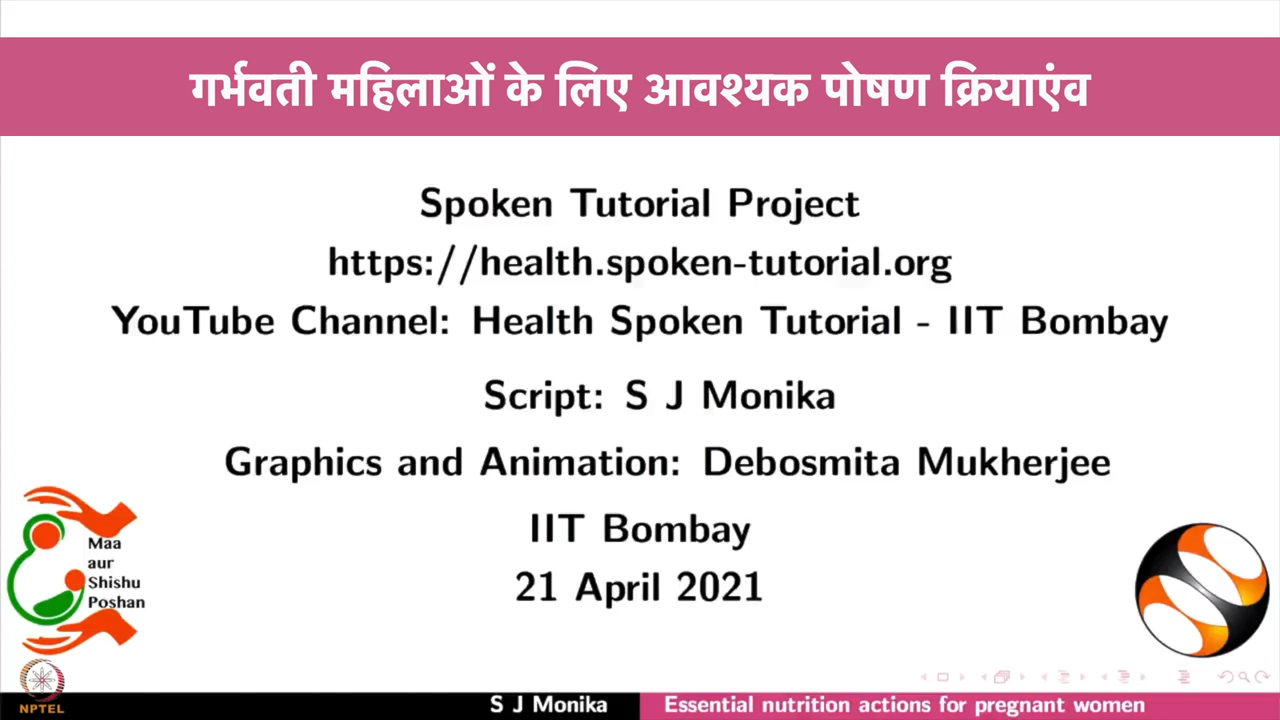 गर्भवती महिलाओं के लिए आवश्यक पोषण क्रियाएंव
Spoken Tutorial Project
https://health.spoken-tutorial.org
YouTube Channel: Health Spoken Tutorial - IIT Bombay
Script: S J Monika
Graphics and Animation: Debosmita Mukherjee
IIT Bombay
21 April 2021
Maa
aur
Shishu
Poshan
NPTEL
S J Monika
Essential nutrition actions for pregnant women